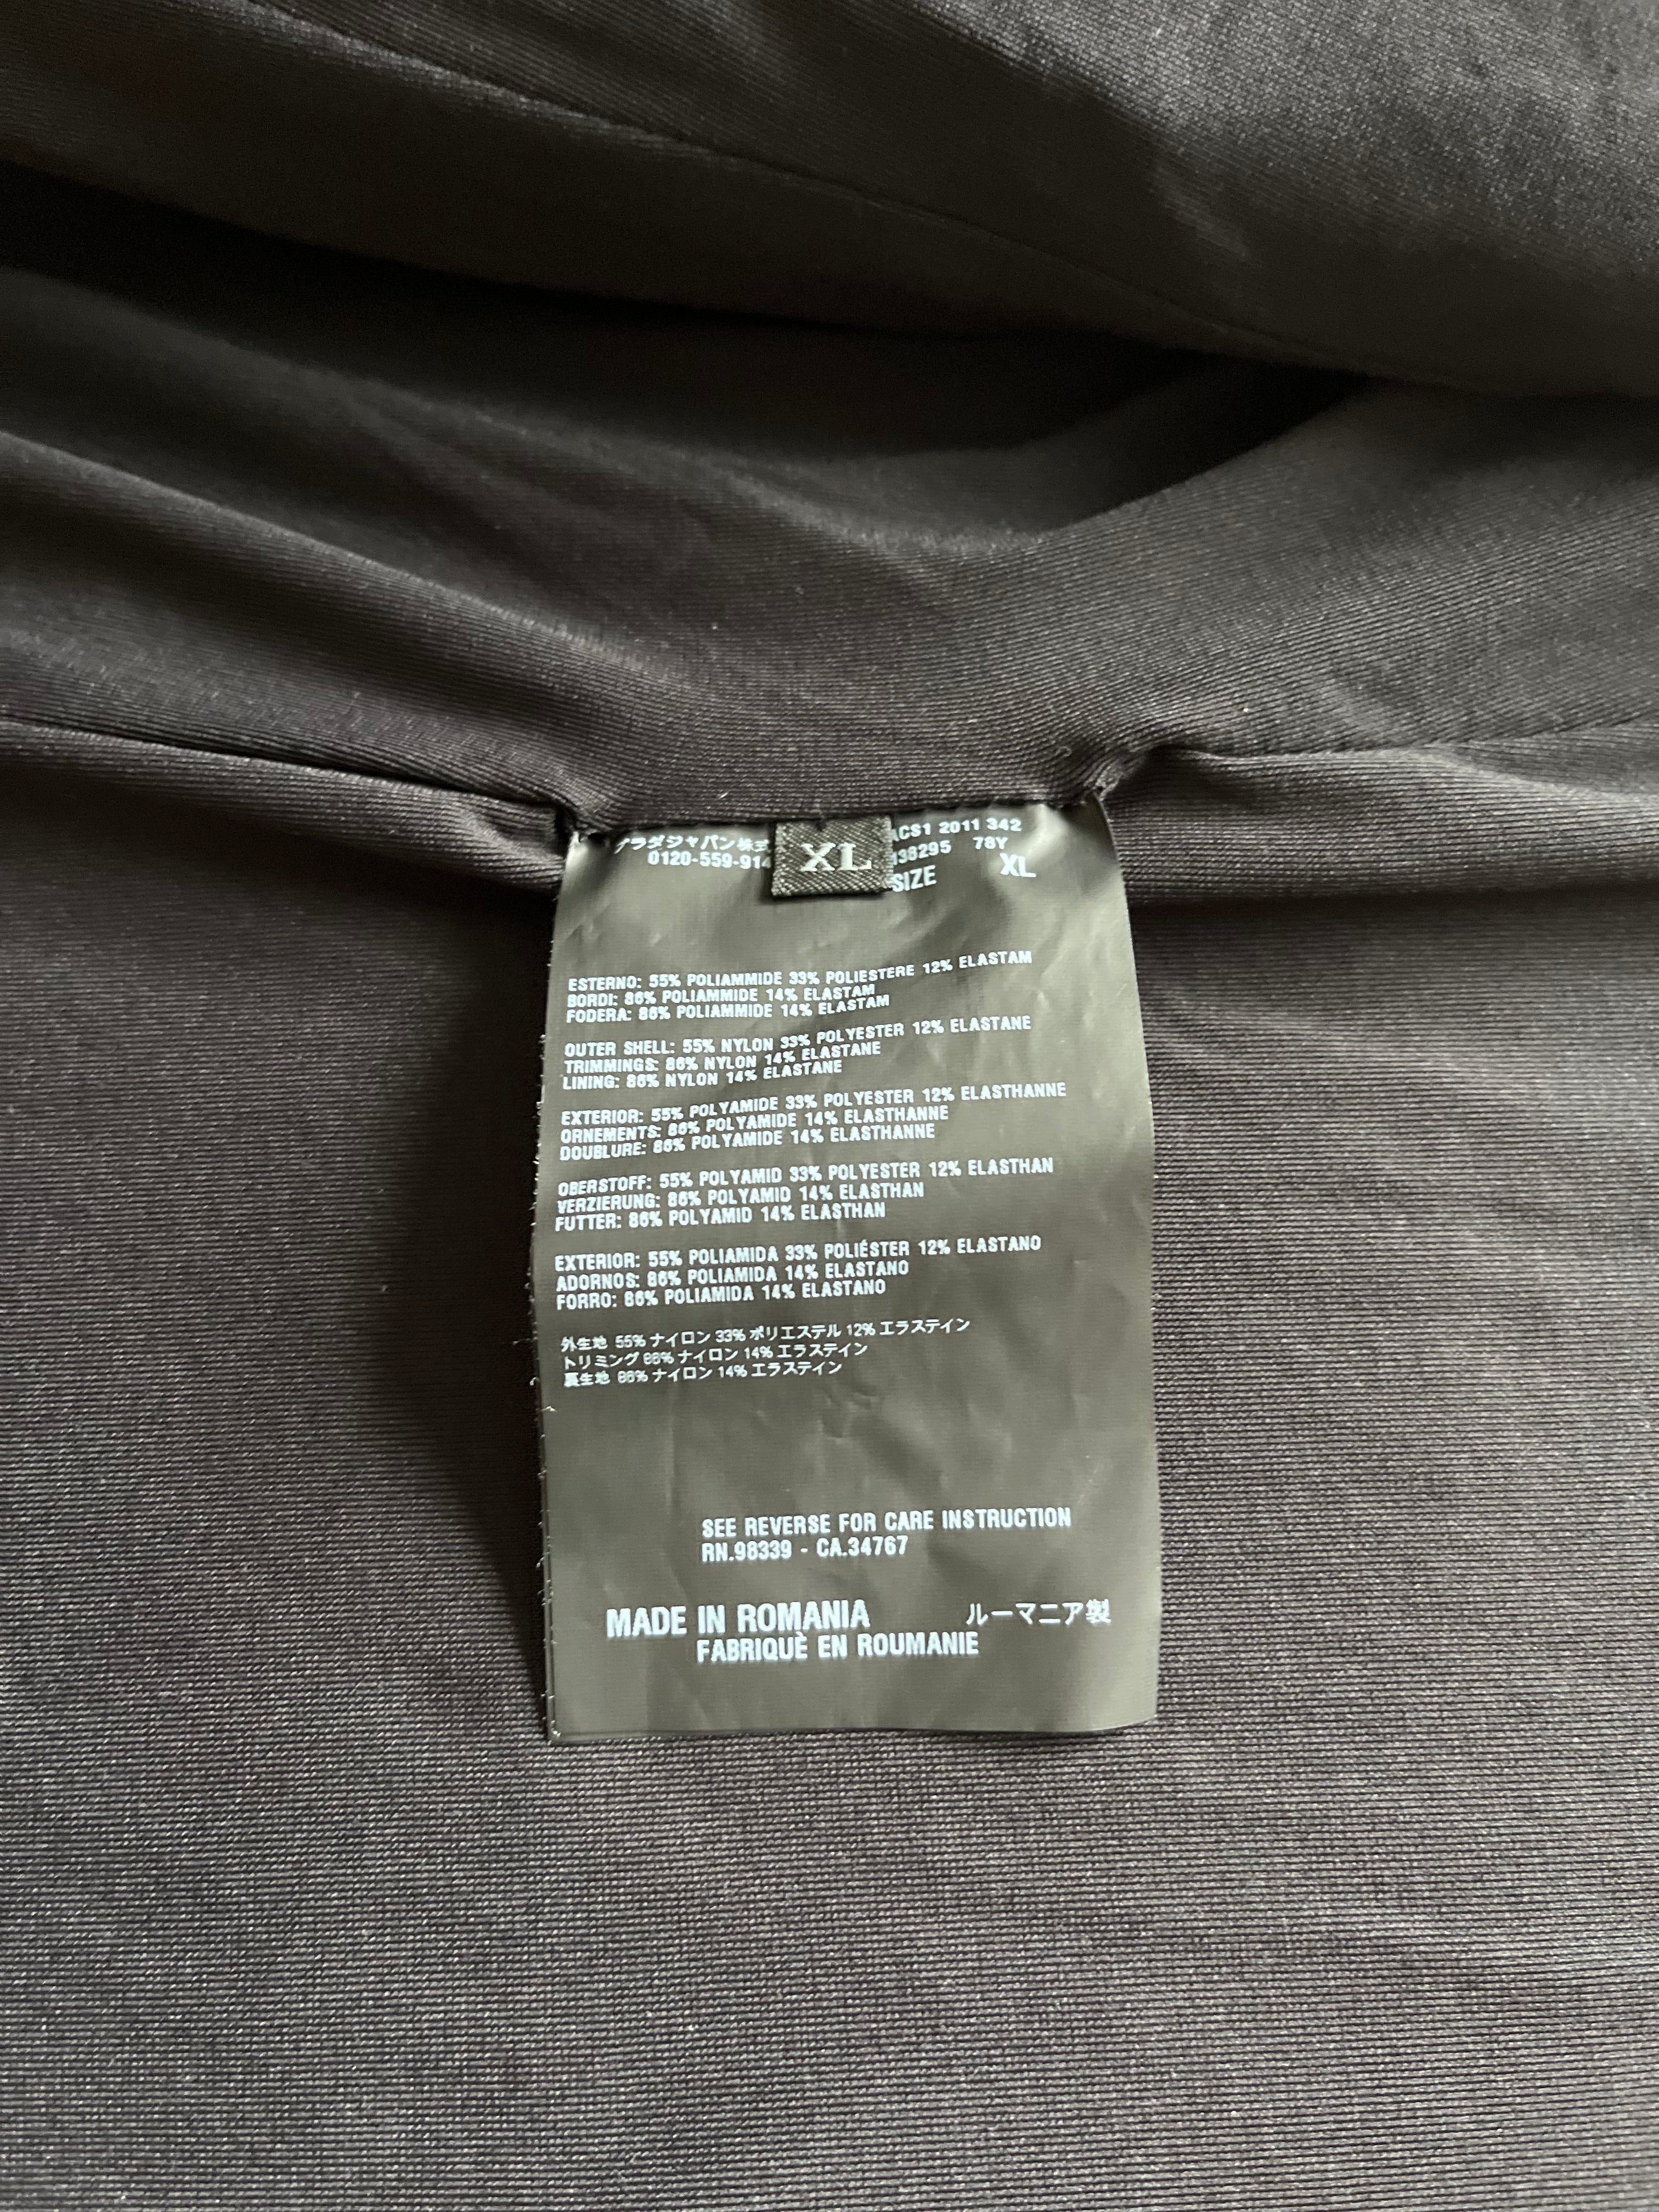 プラダジャパン株式
0120-559-914
XL
ACS1 2011 342
138295 78Y
SIZE XL
ESTERNO: 55% POLIAMMIDE 33% POLIESTERE 12% ELASTAM
BORDI: 86% POLIAMMIDE 14% ELASTAM
FODERA: 86% POLIAMMIDE 14% ELASTAM
OUTER SHELL: 55% NYLON 33% POLYESTER 12% ELASTANE
TRIMMINGS: 86% NYLON 14% ELASTANE
LINING: 86% NYLON 14% ELASTANE
EXTERIOR: 55% POLYAMIDE 33% POLYESTER 12% ELASTHANNE
ORNEMENTS: 86% POLYAMIDE 14% ELASTHANNE
DOUBLURE: 86% POLYAMIDE 14% ELASTHANNE
OBERSTOFF: 55% POLYAMID 33% POLYESTER 12% ELASTHAN
VERZIERUNG: 86% POLYAMID 14% ELASTHAN
FUTTER: 86% POLYAMID 14% ELASTHAN
EXTERIOR: 55% POLIAMIDA 33% POLIÉSTER 12% ELASTANO
ADORNOS: 86% POLIAMIDA 14% ELASTANO
FORRO: 86% POLIAMIDA 14% ELASTANO
外生地 55% ナイロン 33% ポリエステル 12% エラステイン
トリミング 86% ナイロン 14% エラステイン
裏生地 86% ナイロン 14% エラステイン
SEE REVERSE FOR CARE INSTRUCTION
RN.98339 - CA.34767
MADE IN ROMANIA ルーマニア製
FABRIQUÈ EN ROUMANIE